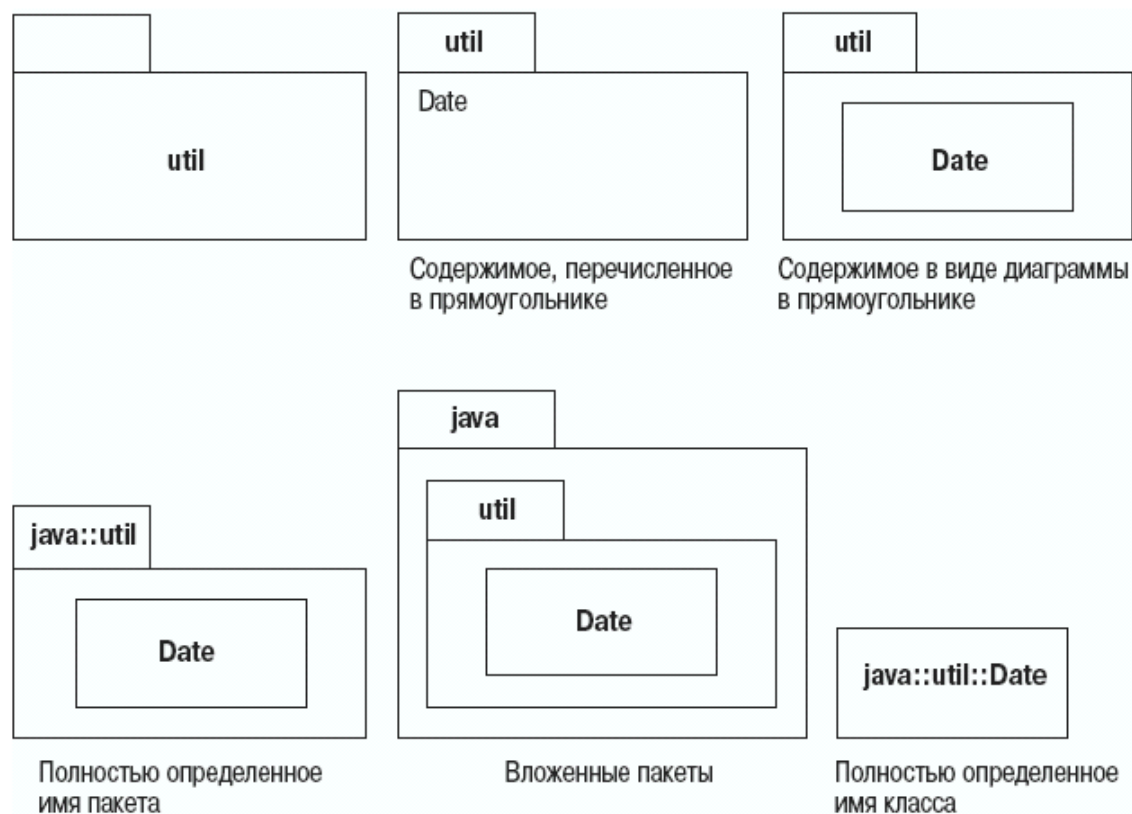 util
util
Date
Содержимое, перечисленное
в прямоугольнике
util
Date
Содержимое в виде диаграммы
в прямоугольнике
java::util
Date
Полностью определенное
имя пакета
java
util
Date
Вложенные пакеты
java::util::Date
Полностью определенное
имя класса